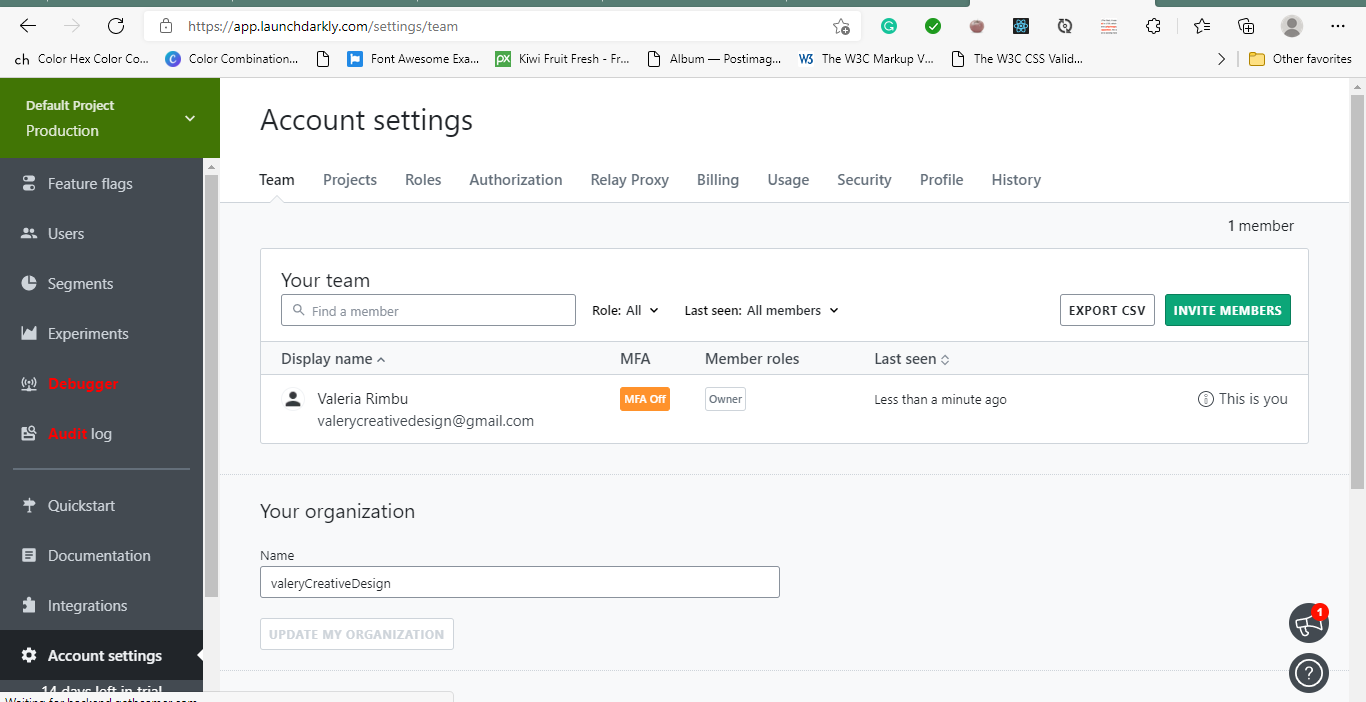 https://app.launchdarkly.com/settings/team
ch Color Hex Color Co... Color Combination... Font Awesome Exa... Kiwi Fruit Fresh - Fr... Album — Postimag... The W3C Markup V... The W3C CSS Valid... Other favorites
Default Project
Production
Feature flags
Users
Segments
Experiments
Debugger
Audit log
Quickstart
Documentation
Integrations
Account settings
14 days left in trial
Account settings
Team Projects Roles Authorization Relay Proxy Billing Usage Security Profile History
1 member
Your team
Find a member Role: All Last seen: All members EXPORT CSV INVITE MEMBERS
Display name MFA Member roles Last seen
Valeria Rimbu MFA Off Owner Less than a minute ago This is you
valerycreativedesign@gmail.com
Your organization
Name
valeryCreativeDesign
UPDATE MY ORGANIZATION
1
?